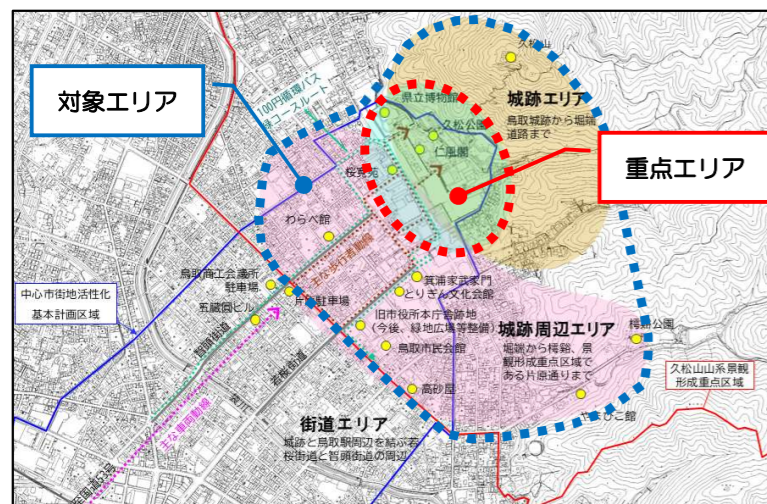 久松山
城跡エリア
鳥取城跡から堀端
道路まで
対象エリア
100円循環バス
緑コースルート
県立博物館
久松公園
仁風閣
重点エリア
わらべ館
主な歩行者動線
鳥取商工会議所
駐車場
片原駐車場
五臓圓ビル
中心市街地活性化
基本計画区域
智頭街道
若桜街道
箕浦家武家門
とりぎん文化会館
旧市役所本庁舎跡地
(今後、緑地広場等整備)
鳥取市民会館
高砂屋
城跡周辺エリア
堀端から樗谿、景
観形成重点区域で
ある片原通りまで
樗谿公園
やまびこ館
久松山山系景観
形成重点区域
街道エリア
城跡と鳥取駅周辺を結ぶ若
桜街道と智頭街道の周辺
主な車両動線
国道53号